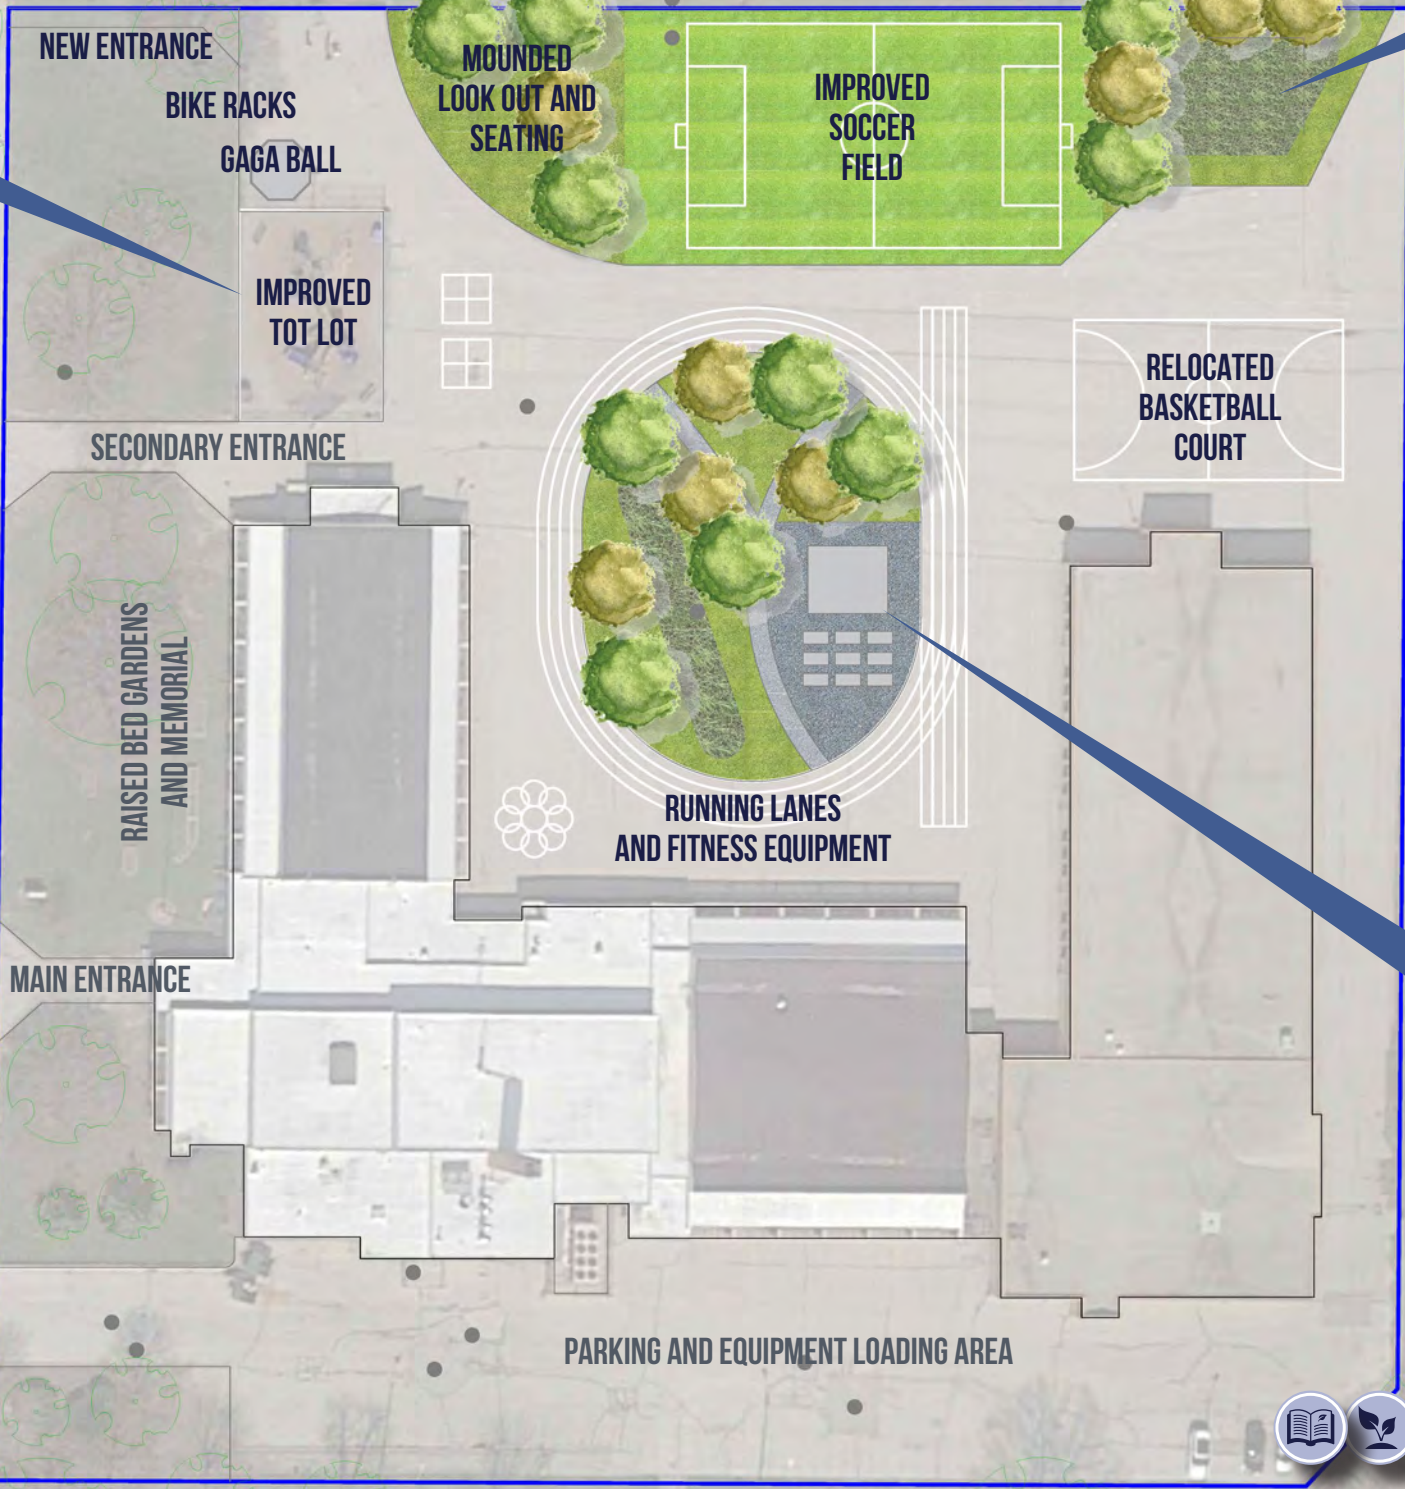 NEW ENTRANCE
BIKE RACKS
GAGA BALL
MOUNDED
LOOK OUT AND
SEATING
IMPROVED
SOCCER
FIELD
IMPROVED
TOT LOT
RELOCATED
BASKETBALL
COURT
SECONDARY ENTRANCE
RAISED BED GARDENS
AND MEMORIAL
RUNNING LANES
AND FITNESS EQUIPMENT
MAIN ENTRANCE
PARKING AND EQUIPMENT LOADING AREA